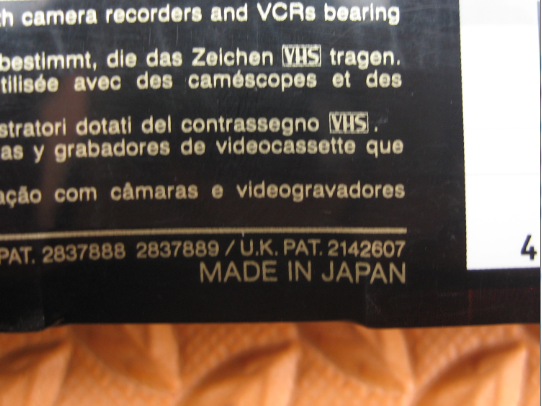 th camera recorders and VCRs bearing
bestimmt, die das Zeichen VHS tragen.
tilisée avec des caméscopes et des
stratori dotati del contrassegno VHS .
as y grabadores de videocassette que
ação com câmaras e videogravadores
PAT. 2837888 2837889 / U.K. PAT. 2142607
MADE IN JAPAN
4